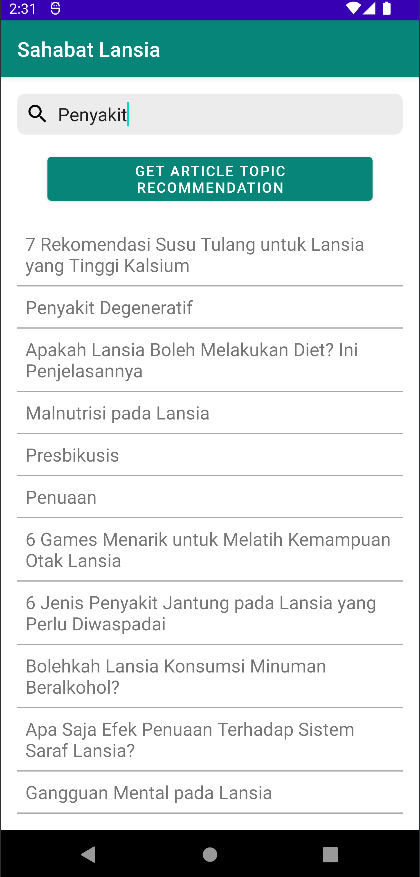 2:31
Sahabat Lansia
Penyakit
GET ARTICLE TOPIC
RECOMMENDATION
7 Rekomendasi Susu Tulang untuk Lansia
yang Tinggi Kalsium
Penyakit Degeneratif
Apakah Lansia Boleh Melakukan Diet? Ini
Penjelasannya
Malnutrisi pada Lansia
Presbikusis
Penuaan
6 Games Menarik untuk Melatih Kemampuan
Otak Lansia
6 Jenis Penyakit Jantung pada Lansia yang
Perlu Diwaspadai
Bolehkah Lansia Konsumsi Minuman
Beralkohol?
Apa Saja Efek Penuaan Terhadap Sistem
Saraf Lansia?
Gangguan Mental pada Lansia